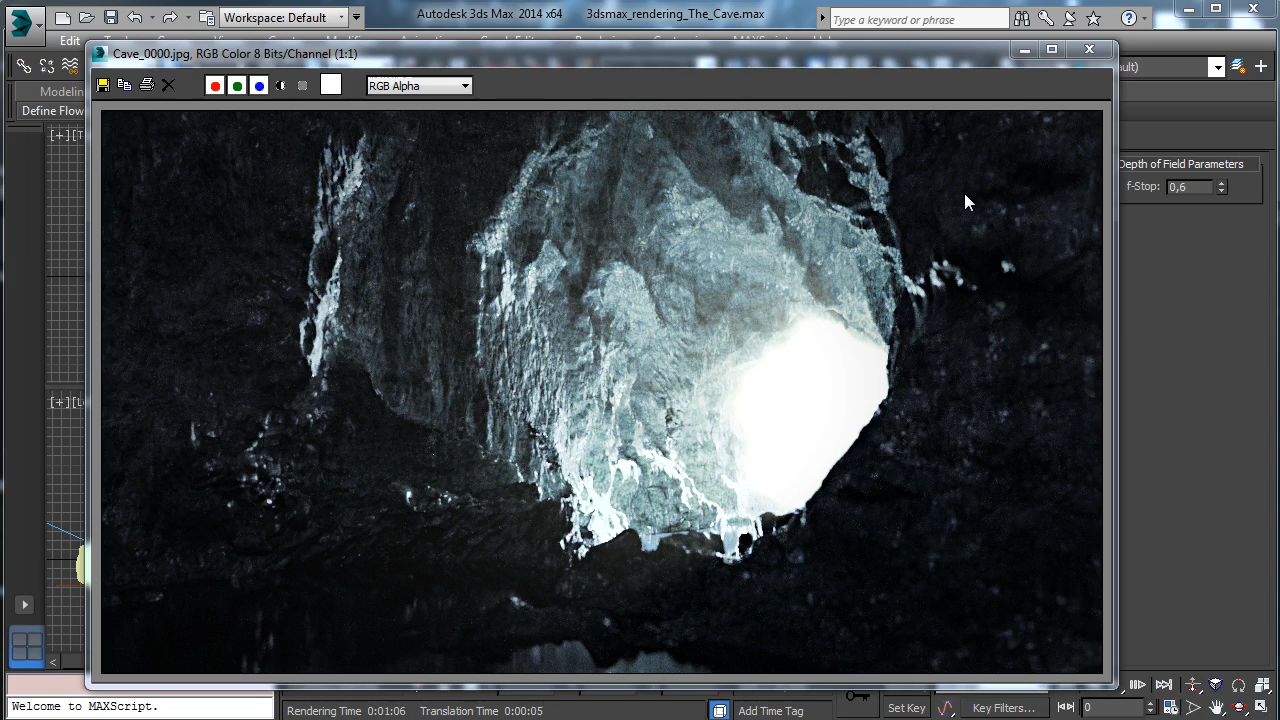 Workspace: Default
Autodesk 3ds Max 2014 x64
3dsmax_rendering_The_Cave.max
Type a keyword or phrase
Edit
Cave_0000.jpg, RGB Color 8 Bits/Channel (1:1)
RGB Alpha
Define Flow
[+]
Depth of Field Parameters
f-Stop: 0,6
[+]
Welcome to MAXScript.
Rendering Time 0:01:06
Translation Time 0:00:05
Add Time Tag
Set Key
Key Filters...
0